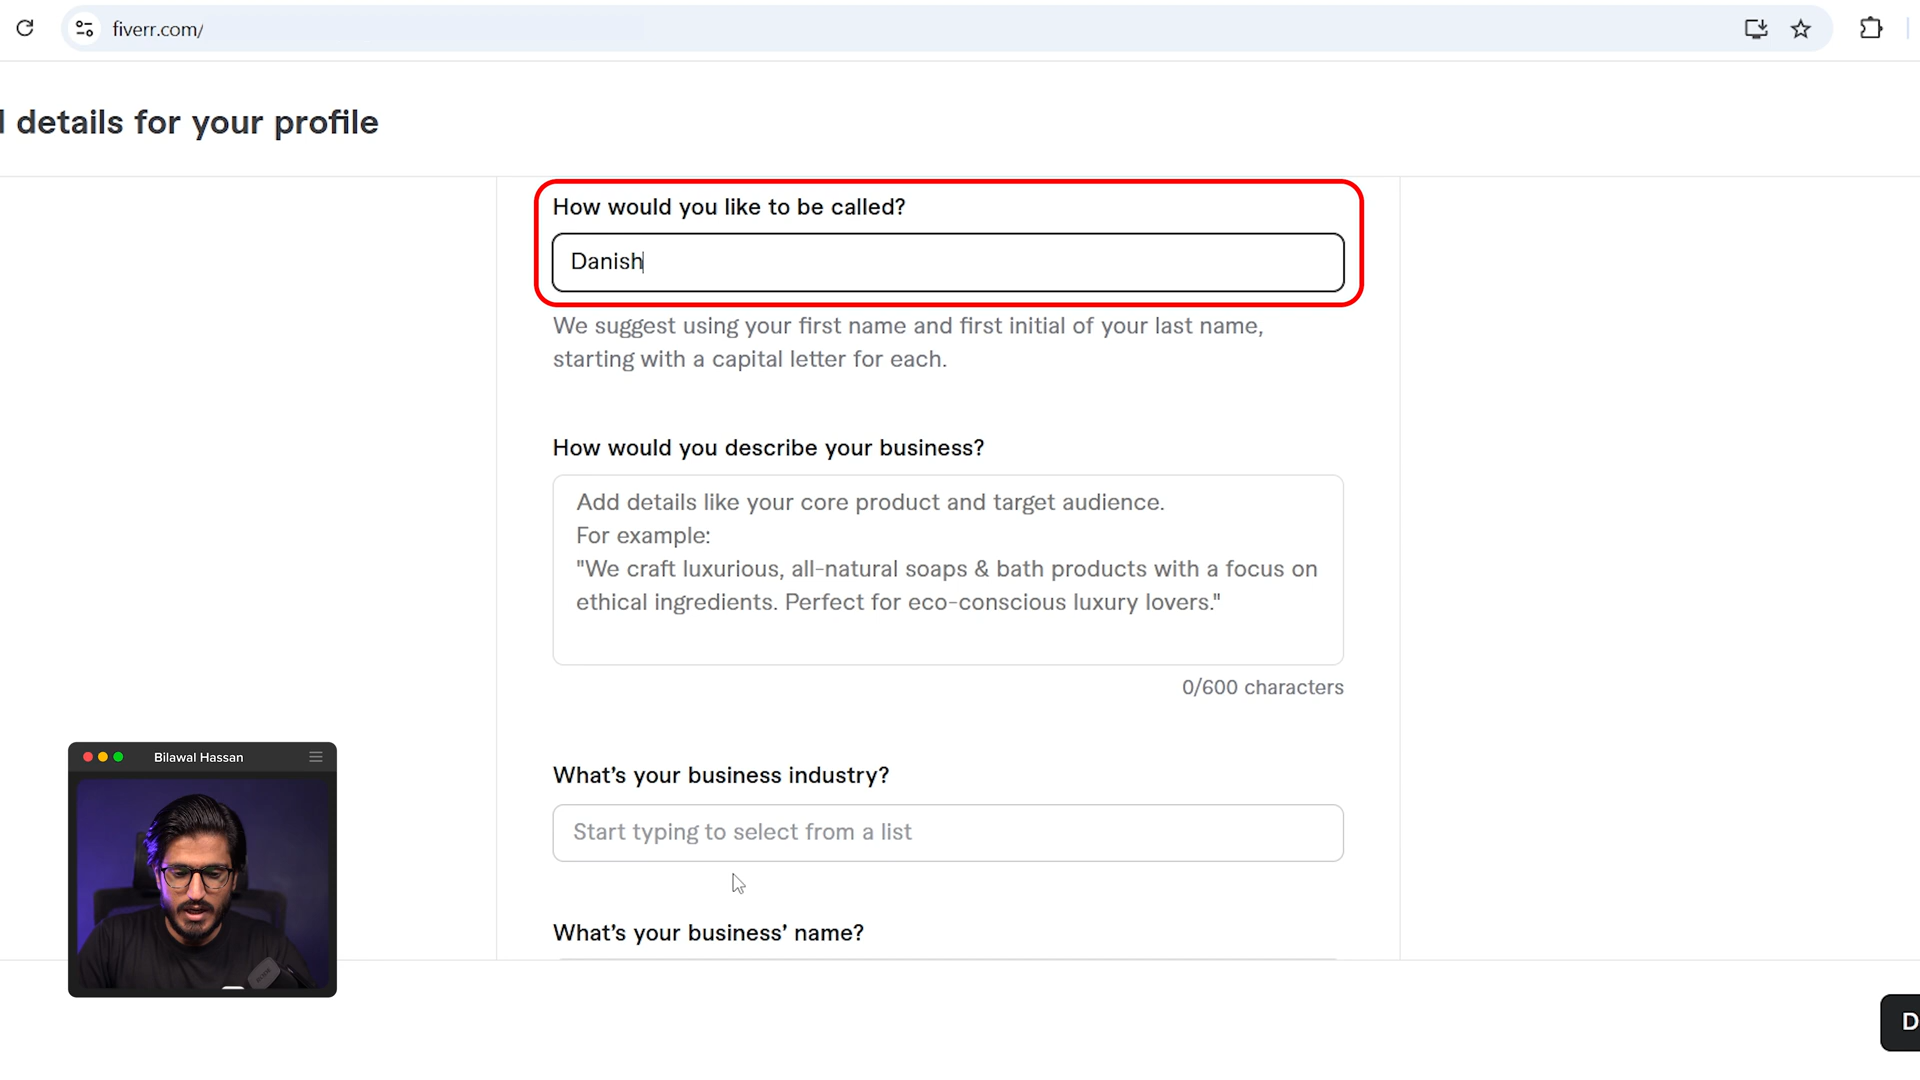 fiverr.com/
details for your profile
How would you like to be called?
Danish
We suggest using your first name and first initial of your last name,
starting with a capital letter for each.
How would you describe your business?
Add details like your core product and target audience.
For example:
"We craft luxurious, all-natural soaps & bath products with a focus on
ethical ingredients. Perfect for eco-conscious luxury lovers."
0/600 characters
What's your business industry?
Start typing to select from a list
Bilawal Hassan
What's your business' name?
D